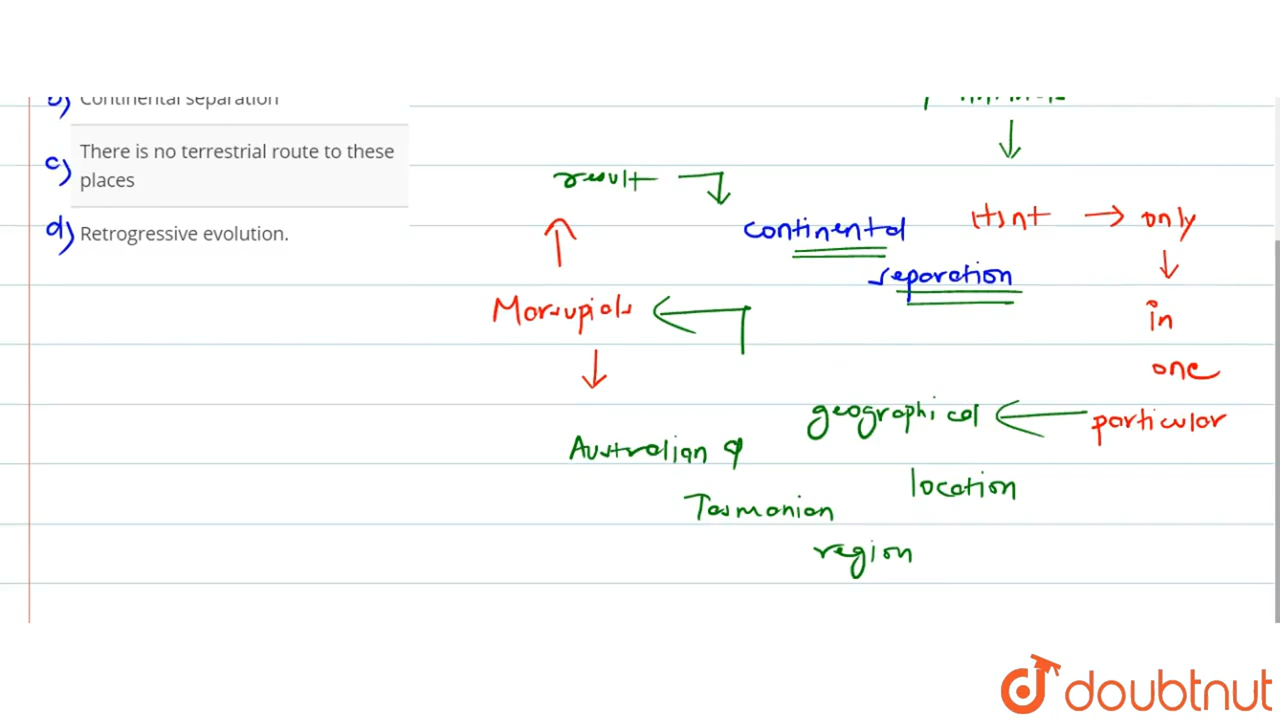 b) Continental separation
c) There is no terrestrial route to these
places
d) Retrogressive evolution.
result
continental
separation
only
in
one
particular
geographical
location
Marsupials
Australian &
Tasmanian
region
doubtnut